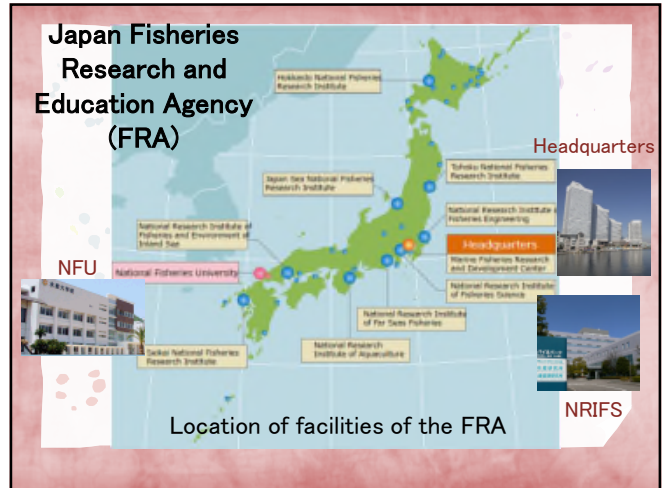 Japan Fisheries
Research and
Education Agency
(FRA)
Hokkaido National Fisheries
Research Institute
Headquarters
Tohoku National Fisheries
Research Institute
Japan Sea National Fisheries
Research Institute
National Research Institute
Fisheries Engineering
National Research Institute of
Fisheries and Environment of
Inland Sea
Headquarters
Marine Fisheries Research
and Development Center
NFU
National Fisheries University
National Research Institute
of Fisheries Science
National Research Institute
of Far Seas Fisheries
National Research
Institute of Aquaculture
Seikai National Fisheries
Research Institute
NRIFS
Location of facilities of the FRA